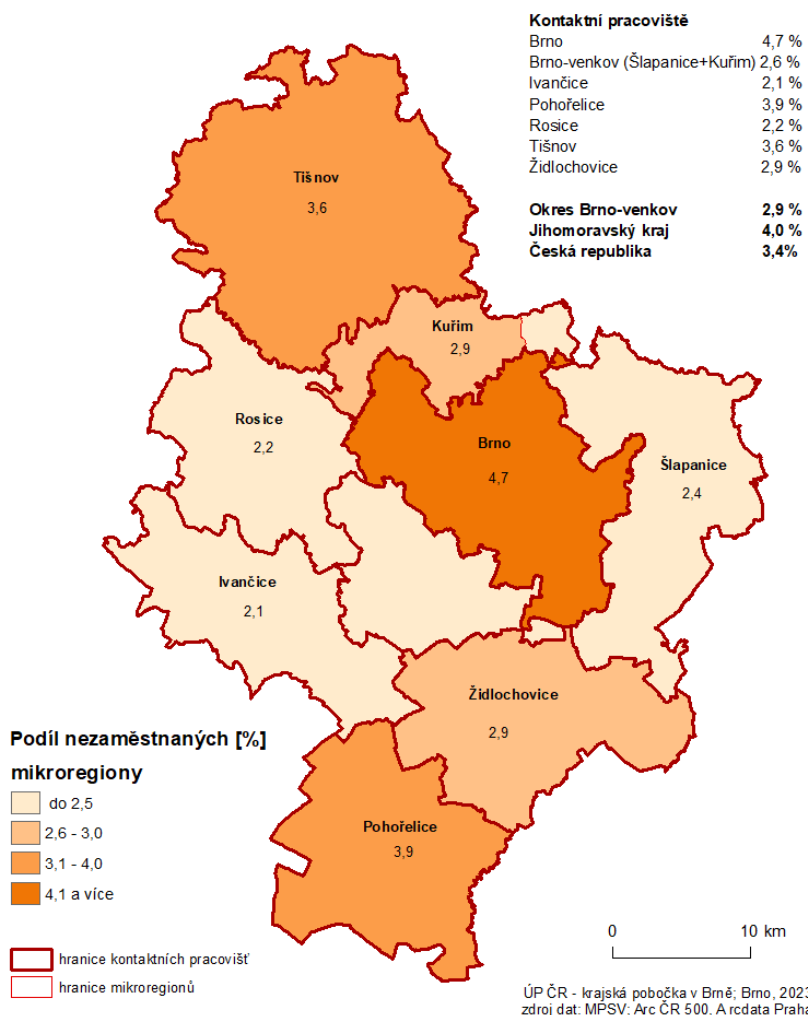 Kontaktní pracoviště
Brno 4,7 %
Brno-venkov (Šlapanice+Kuřim) 2,6 %
Ivančice 2,1 %
Pohořelice 3,9 %
Rosice 2,2 %
Tišnov 3,6 %
Židlochovice 2,9 %
Okres Brno-venkov 2,9 %
Jihomoravský kraj 4,0 %
Česká republika 3,4%
Tišnov
3,6
Kuřim
2,9
Rosice
2,2
Brno
4,7
Šlapanice
2,4
Ivančice
2,1
Židlochovice
2,9
Pohořelice
3,9
Podíl nezaměstnaných [%]
mikroregiony
do 2,5
2,6 - 3,0
3,1 - 4,0
4,1 a více
hranice kontaktních pracovišť
hranice mikroregionů
0 10 km
ÚP ČR - krajská pobočka v Brně; Brno, 2023
zdroj dat: MPSV; Arc ČR 500, A rcdata Praha